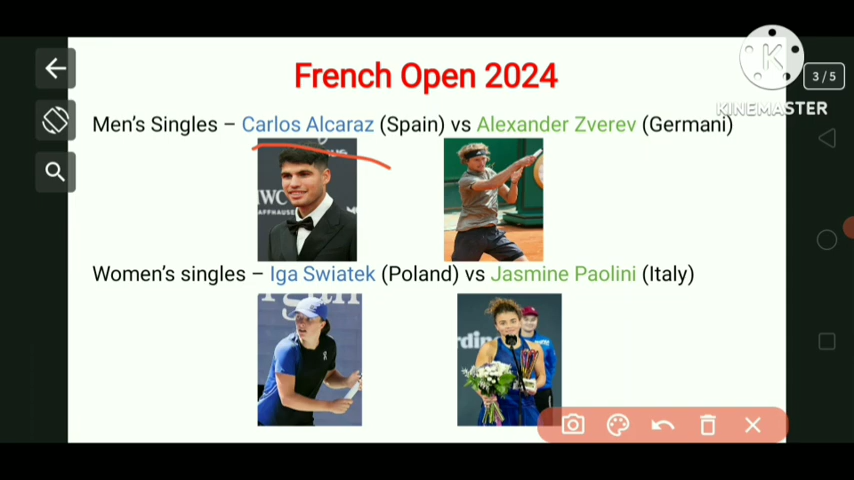 French Open 2024
3/5
K
KINEMASTER
Men's Singles – Carlos Alcaraz (Spain) vs Alexander Zverev (Germani)
Women's singles – Iga Swiatek (Poland) vs Jasmine Paolini (Italy)